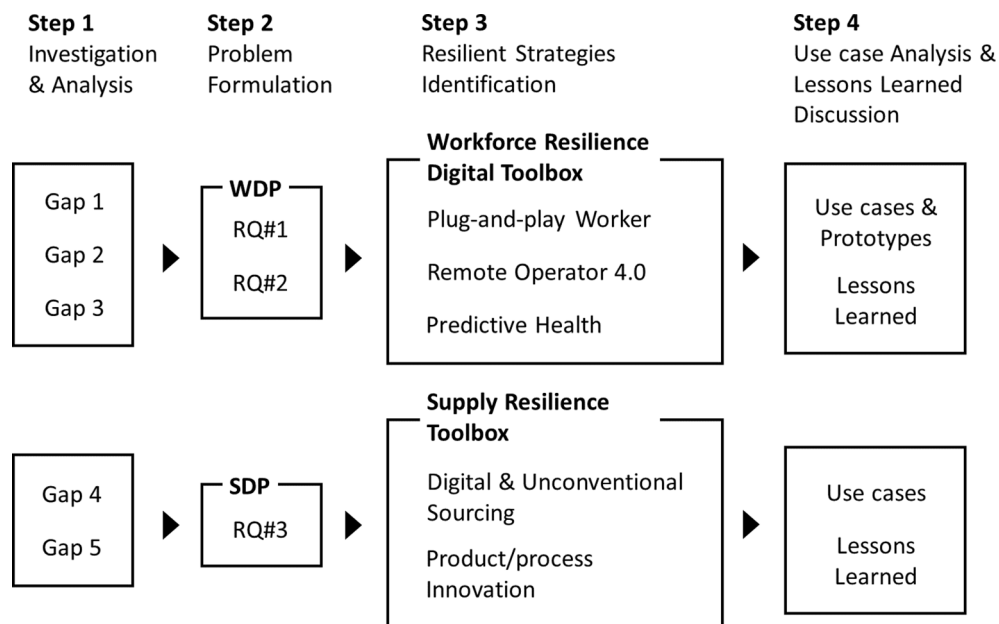 Step 1
Investigation
& Analysis
Step 2
Problem
Formulation
Step 3
Resilient Strategies
Identification
Step 4
Use case Analysis &
Lessons Learned
Discussion
Gap 1
Gap 2
Gap 3
WDP
RQ#1
RQ#2
Workforce Resilience
Digital Toolbox
Plug-and-play Worker
Remote Operator 4.0
Predictive Health
Use cases &
Prototypes
Lessons
Learned
Gap 4
Gap 5
SDP
RQ#3
Supply Resilience
Toolbox
Digital & Unconventional
Sourcing
Product/process
Innovation
Use cases
Lessons
Learned